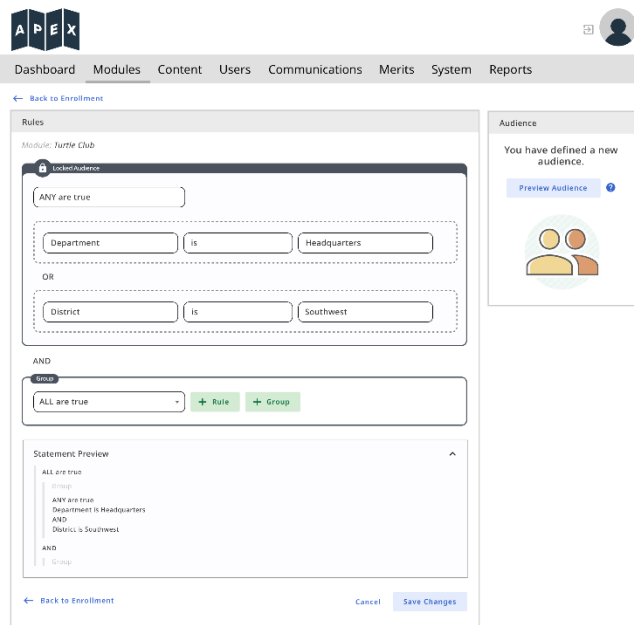 APEX
Dashboard Modules Content Users Communications Merits System Reports
← Back to Enrollment
Rules
Module: Turtle Club
Locked Audience
ANY are true
Department is Headquarters
OR
District is Southwest
AND
Group
ALL are true + Rule + Group
Statement Preview
ALL are true
Group
ANY are true
Department is Headquarters
AND
District is Southwest
AND
Group
← Back to Enrollment Cancel Save Changes
Audience
You have defined a new
audience.
Preview Audience ?